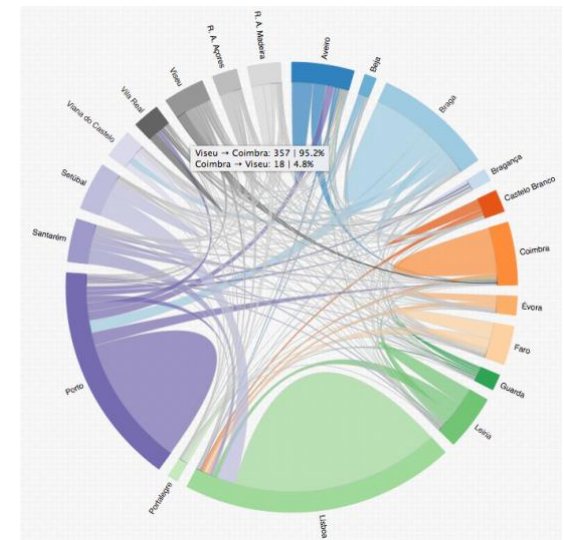 Aveiro
Beja
Braga
Bragança
Castelo Branco
Coimbra
Évora
Faro
Guarda
Leiria
Lisboa
Portalegre
Porto
Santarém
Setúbal
Viana do Castelo
Vila Real
Viseu
R. A. Açores
R. A. Madeira
Viseu → Coimbra: 357 | 95.2%
Coimbra → Viseu: 18 | 4.8%